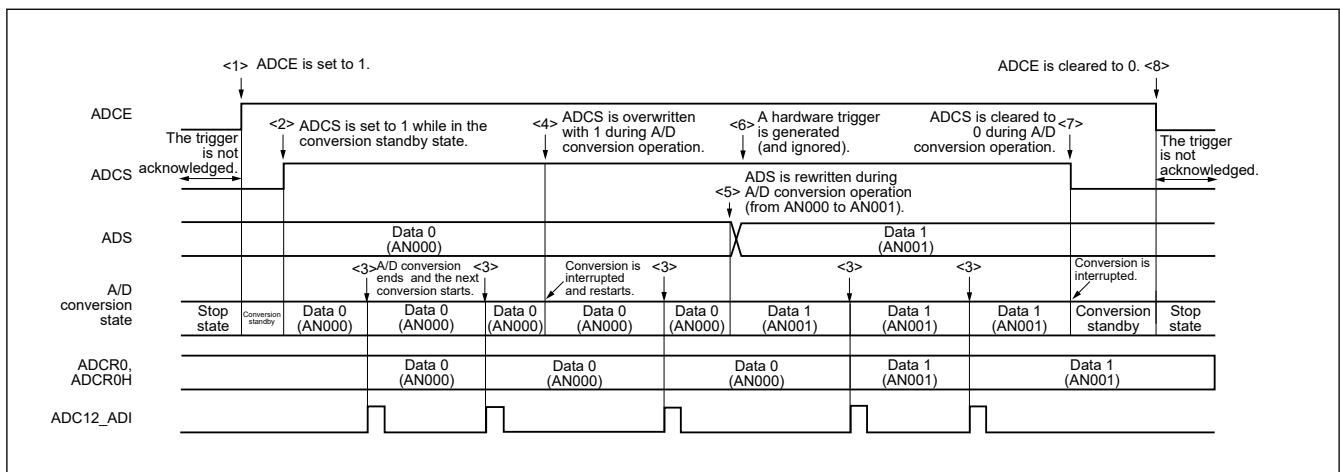 <1> ADCE is set to 1.
ADCE is cleared to 0. <8>
ADCE
The trigger
is not
acknowledged.
<2> ADCS is set to 1 while in the
conversion standby state.
<4> ADCS is overwritten
with 1 during A/D
conversion operation.
<6> A hardware trigger
is generated
(and ignored).
ADCS is cleared to <7>
0 during A/D
conversion operation.
The trigger
is not
acknowledged.
ADCS
ADS is rewritten during
<5> A/D conversion operation
(from AN000 to AN001).
ADS
Data 0
(AN000)
Data 1
(AN001)
<3> A/D conversion
ends and the next
conversion starts.
<3>
Conversion is
interrupted
and restarts.
<3>
<3>
<3>
Conversion is
interrupted.
A/D
conversion
state
Stop
state
Conversion
standby
Data 0
(AN000)
Data 0
(AN000)
Data 0
(AN000)
Data 0
(AN000)
Data 0
(AN000)
Data 1
(AN001)
Data 1
(AN001)
Data 1
(AN001)
Conversion
standby
Stop
state
ADCR0,
ADCR0H
Data 0
(AN000)
Data 0
(AN000)
Data 0
(AN000)
Data 1
(AN001)
Data 1
(AN001)
ADC12_ADI